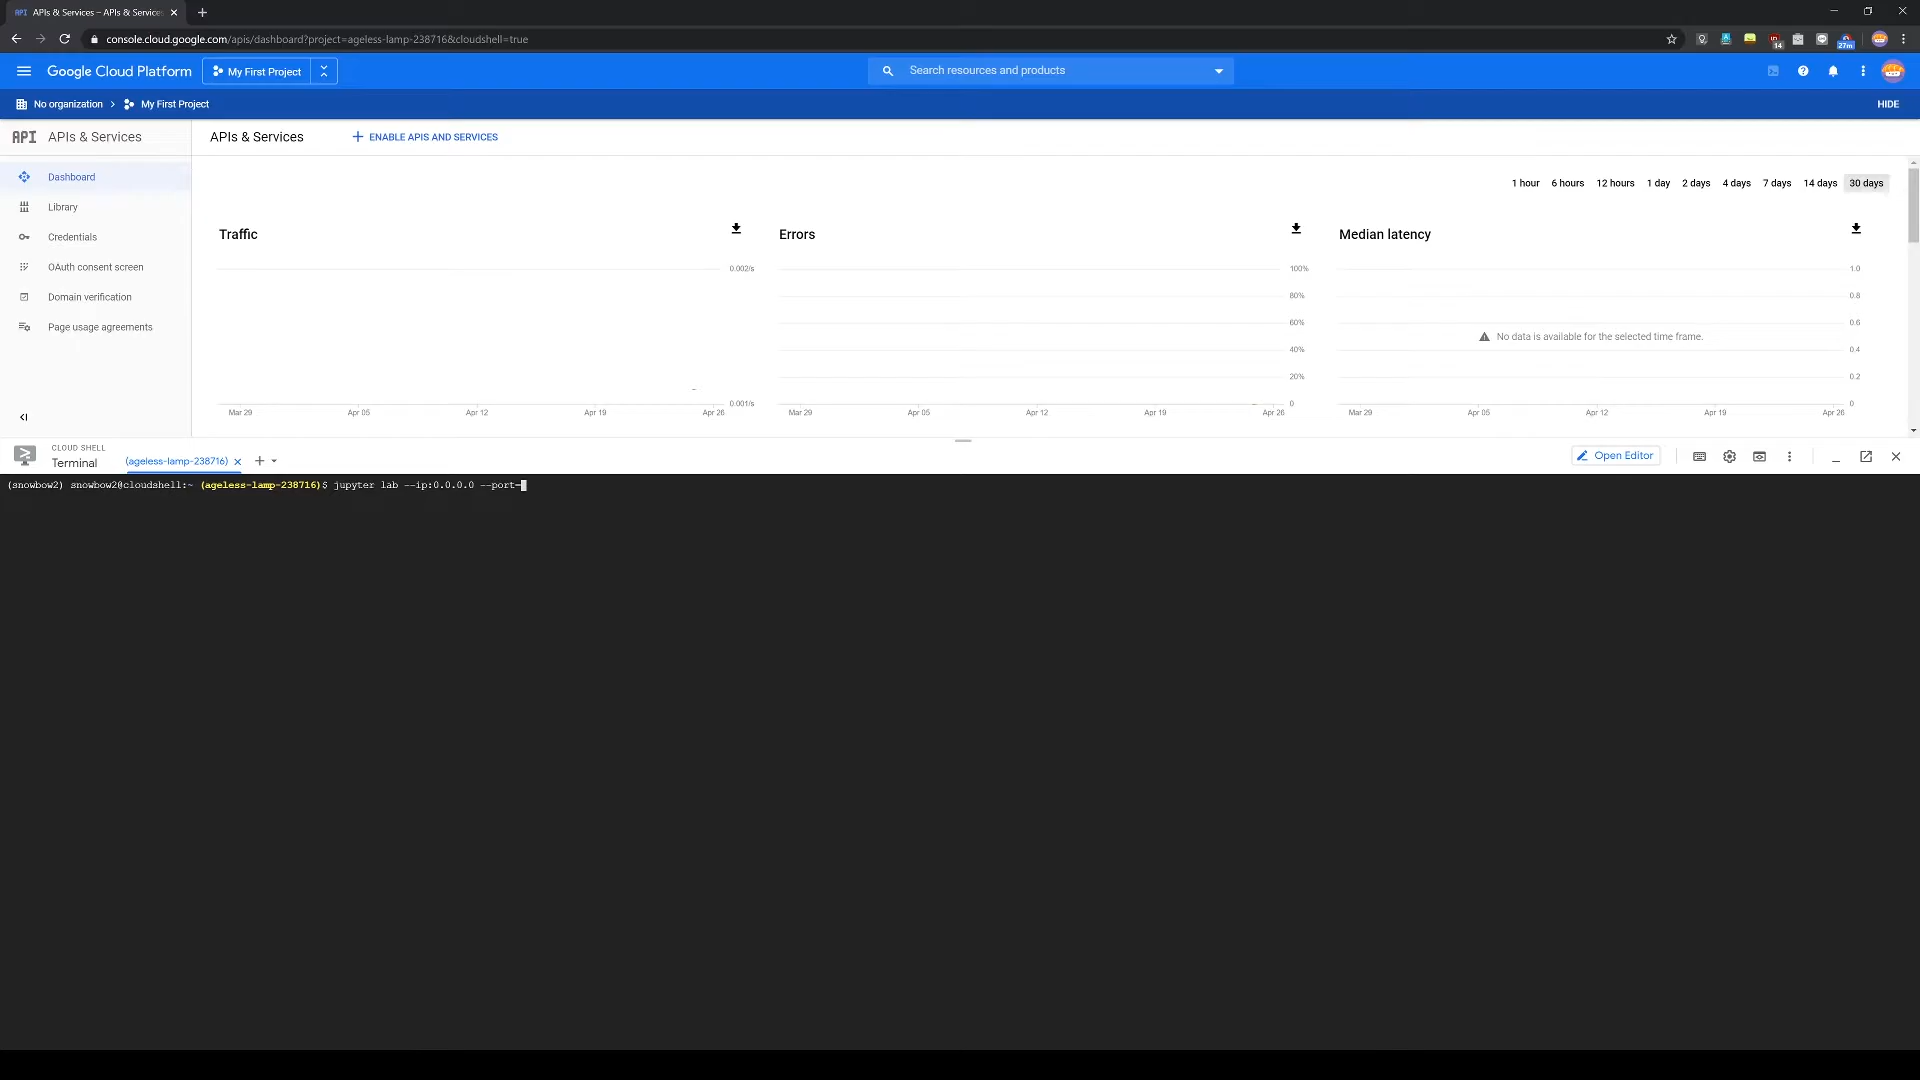 APIs & Services – APIs & Services
console.cloud.google.com/apis/dashboard?project=ageless-lamp-238716&cloudshell=true
14
27m
Google Cloud Platform
My First Project
Search resources and products
No organization
My First Project
HIDE
API APIs & Services
APIs & Services
ENABLE APIS AND SERVICES
Dashboard
Library
Credentials
OAuth consent screen
Domain verification
Page usage agreements
1 hour 6 hours 12 hours 1 day 2 days 4 days 7 days 14 days 30 days
Traffic
0.002/s
0.001/s
Mar 29 Apr 05 Apr 12 Apr 19 Apr 26
Errors
100%
80%
60%
40%
20%
0
Mar 29 Apr 05 Apr 12 Apr 19 Apr 26
Median latency
1.0
0.8
0.6
No data is available for the selected time frame.
0.4
0.2
0
Mar 29 Apr 05 Apr 12 Apr 19 Apr 26
CLOUD SHELL
Terminal
(ageless-lamp-238716)
Open Editor
(snowbow2) snowbow2@cloudshell:~ (ageless-lamp-238716)$ jupyter lab --ip:0.0.0.0 --port-